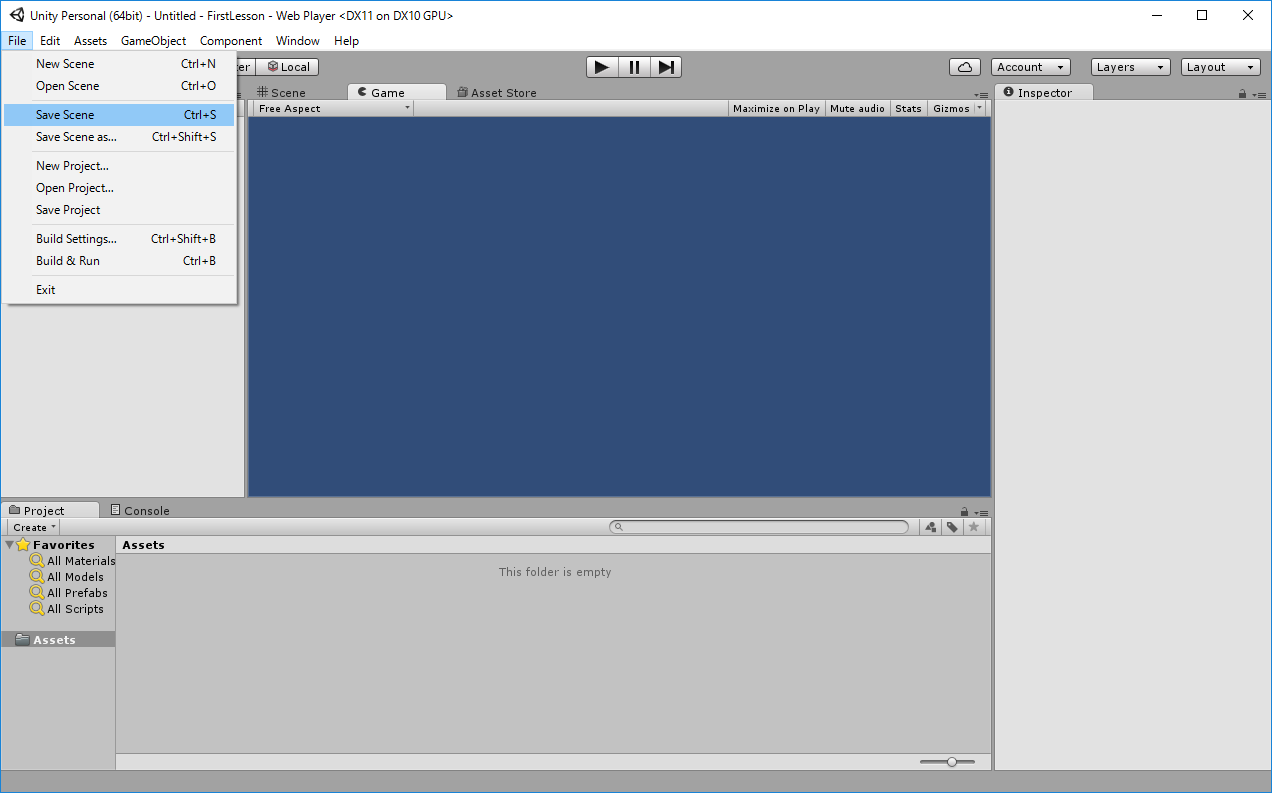 Unity Personal (64bit) - Untitled - FirstLesson - Web Player <DX11 on DX10 GPU>
File Edit Assets GameObject Component Window Help
New Scene Ctrl+N
Open Scene Ctrl+O
Save Scene Ctrl+S
Save Scene as... Ctrl+Shift+S
New Project...
Open Project...
Save Project
Build Settings... Ctrl+Shift+B
Build & Run Ctrl+B
Exit
er Local Account Layers Layout
Scene Game Asset Store Inspector
Free Aspect Maximize on Play Mute audio Stats Gizmos
Project Console
Create
Favorites
All Materials
All Models
All Prefabs
All Scripts
Assets
Assets
This folder is empty